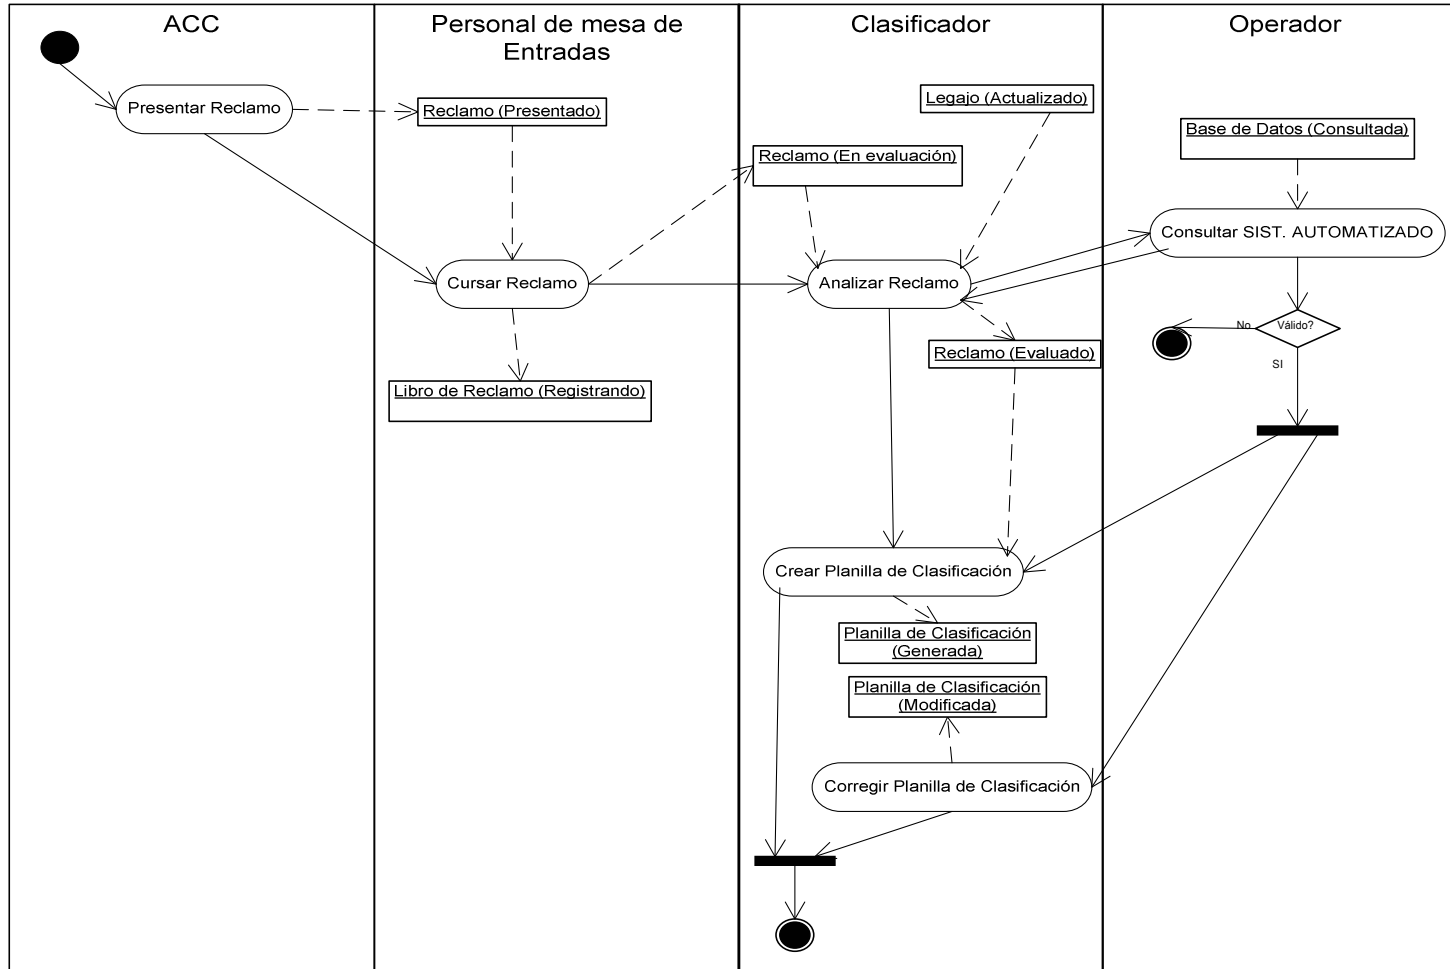 ACC
Personal de mesa de
Entradas
Clasificador
Operador
Presentar Reclamo
Reclamo (Presentado)
Legajo (Actualizado)
Base de Datos (Consultada)
Reclamo (En evaluación)
Consultar SIST. AUTOMATIZADO
Cursar Reclamo
Analizar Reclamo
No
Válido?
Reclamo (Evaluado)
SI
Libro de Reclamo (Registrando)
Crear Planilla de Clasificación
Planilla de Clasificación
(Generada)
Planilla de Clasificación
(Modificada)
Corregir Planilla de Clasificación